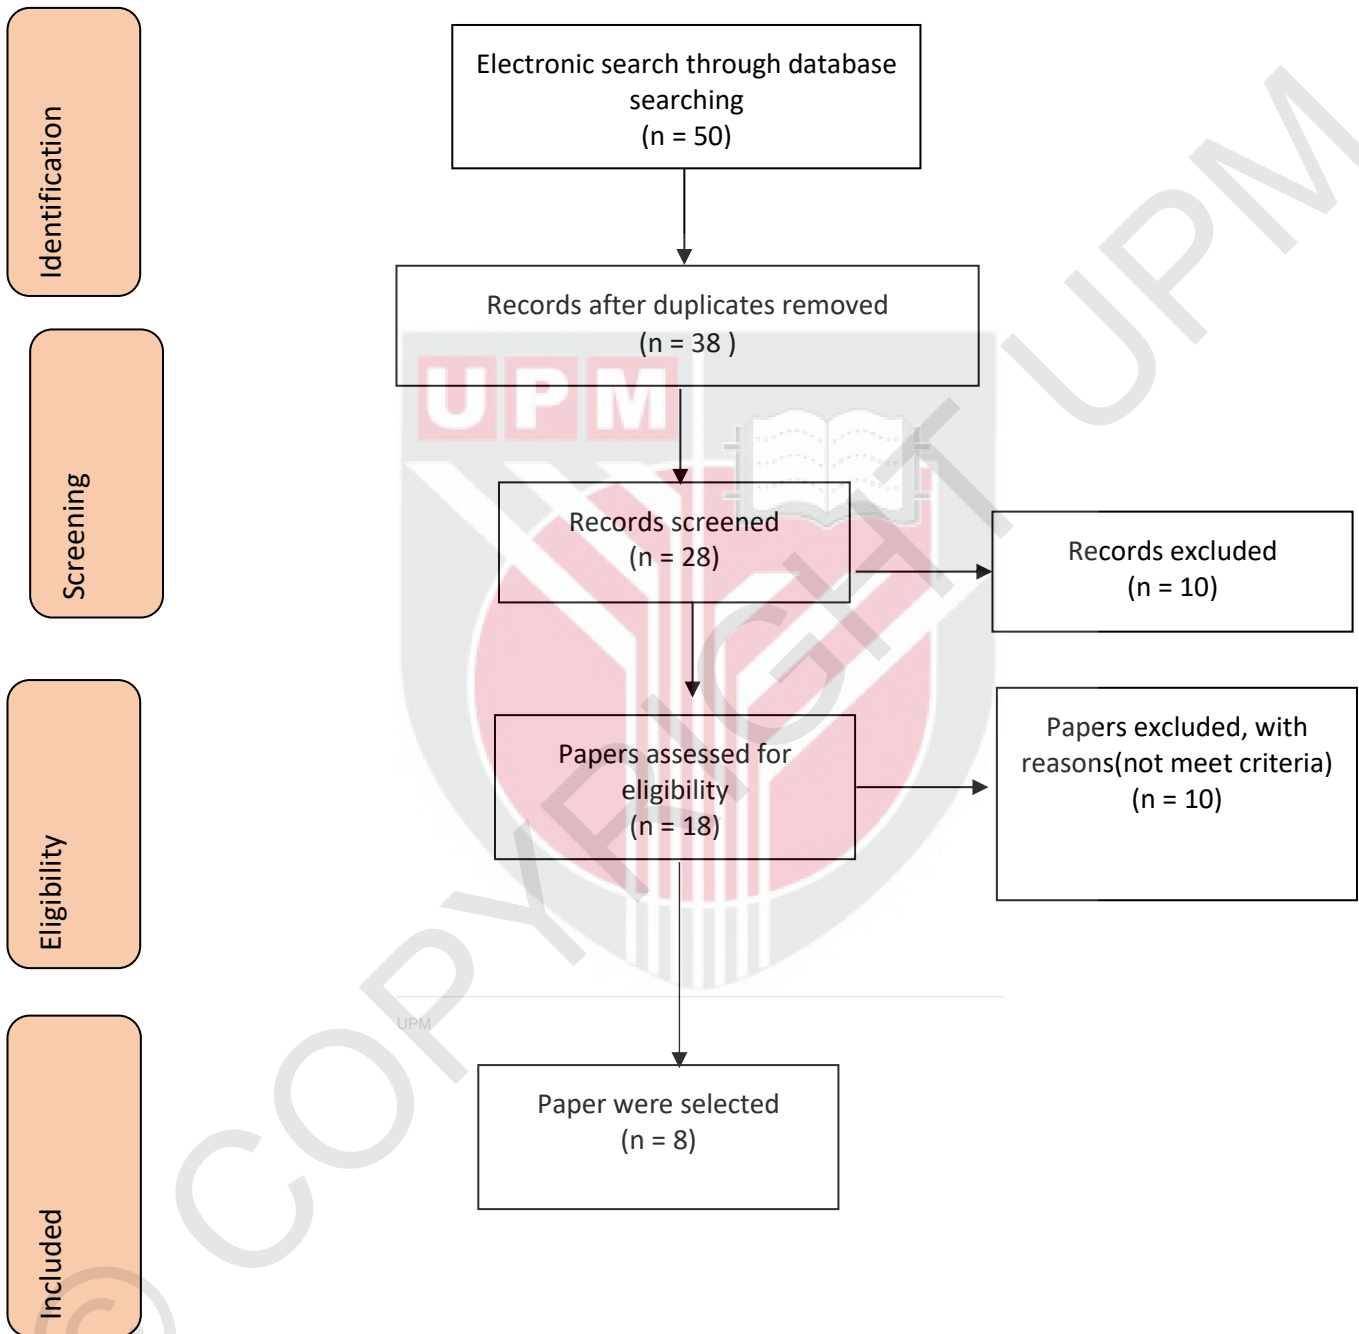 Identification
Electronic search through database
searching
(n = 50)
Records after duplicates removed
(n = 38 )
UPM
Screening
Records screened
(n = 28)
Records excluded
(n = 10)
Eligibility
Papers assessed for
eligibility
(n = 18)
Papers excluded, with
reasons(not meet criteria)
(n = 10)
UPM
Included
Paper were selected
(n = 8)
© COPYRIGHT UPM